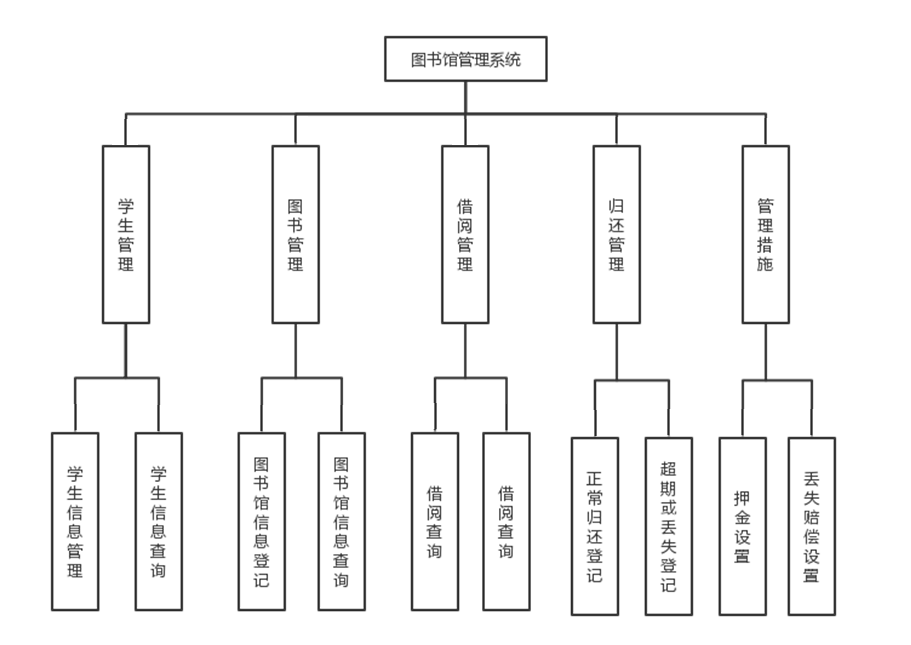 图书馆管理系统
学生管理
图书管理
借阅管理
归还管理
管理措施
学生信息管理
学生信息查询
图书馆信息登记
图书馆信息查询
借阅查询
借阅查询
正常归还登记
超期或丢失登记
押金设置
丢失赔偿设置